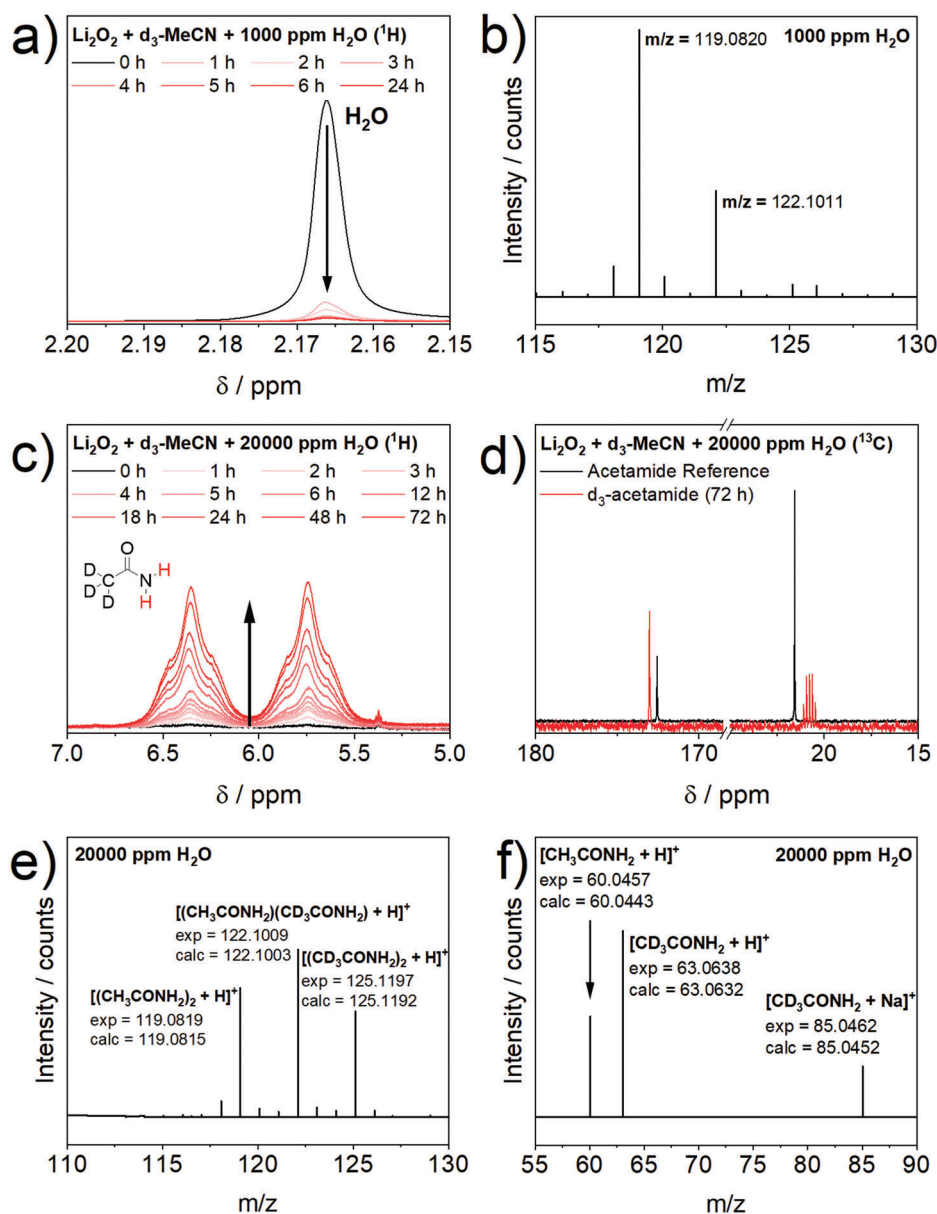 a)
Li₂O₂ + d₃-MeCN + 1000 ppm H₂O (¹H)
0 h 1 h 2 h 3 h
4 h 5 h 6 h 24 h
H₂O
2.20 2.19 2.18 2.17 2.16 2.15
δ / ppm
b)
1000 ppm H₂O
m/z = 119.0820
m/z = 122.1011
Intensity / counts
115 120 125 130
m/z
c)
Li₂O₂ + d₃-MeCN + 20000 ppm H₂O (¹H)
0 h 1 h 2 h 3 h
4 h 5 h 6 h 12 h
18 h 24 h 48 h 72 h
O
D C N H
D D H
7.0 6.5 6.0 5.5 5.0
δ / ppm
d)
Li₂O₂ + d₃-MeCN + 20000 ppm H₂O (¹³C)
Acetamide Reference
d₃-acetamide (72 h)
180 170 20 15
δ / ppm
e)
20000 ppm H₂O
[(CH₃CONH₂)(CD₃CONH₂) + H]⁺
exp = 122.1009
calc = 122.1003
[(CD₃CONH₂)₂ + H]⁺
exp = 125.1197
calc = 125.1192
[(CH₃CONH₂)₂ + H]⁺
exp = 119.0819
calc = 119.0815
Intensity / counts
110 115 120 125 130
m/z
f)
20000 ppm H₂O
[CH₃CONH₂ + H]⁺
exp = 60.0457
calc = 60.0443
[CD₃CONH₂ + H]⁺
exp = 63.0638
calc = 63.0632
[CD₃CONH₂ + Na]⁺
exp = 85.0462
calc = 85.0452
Intensity / counts
55 60 65 70 75 80 85 90
m/z